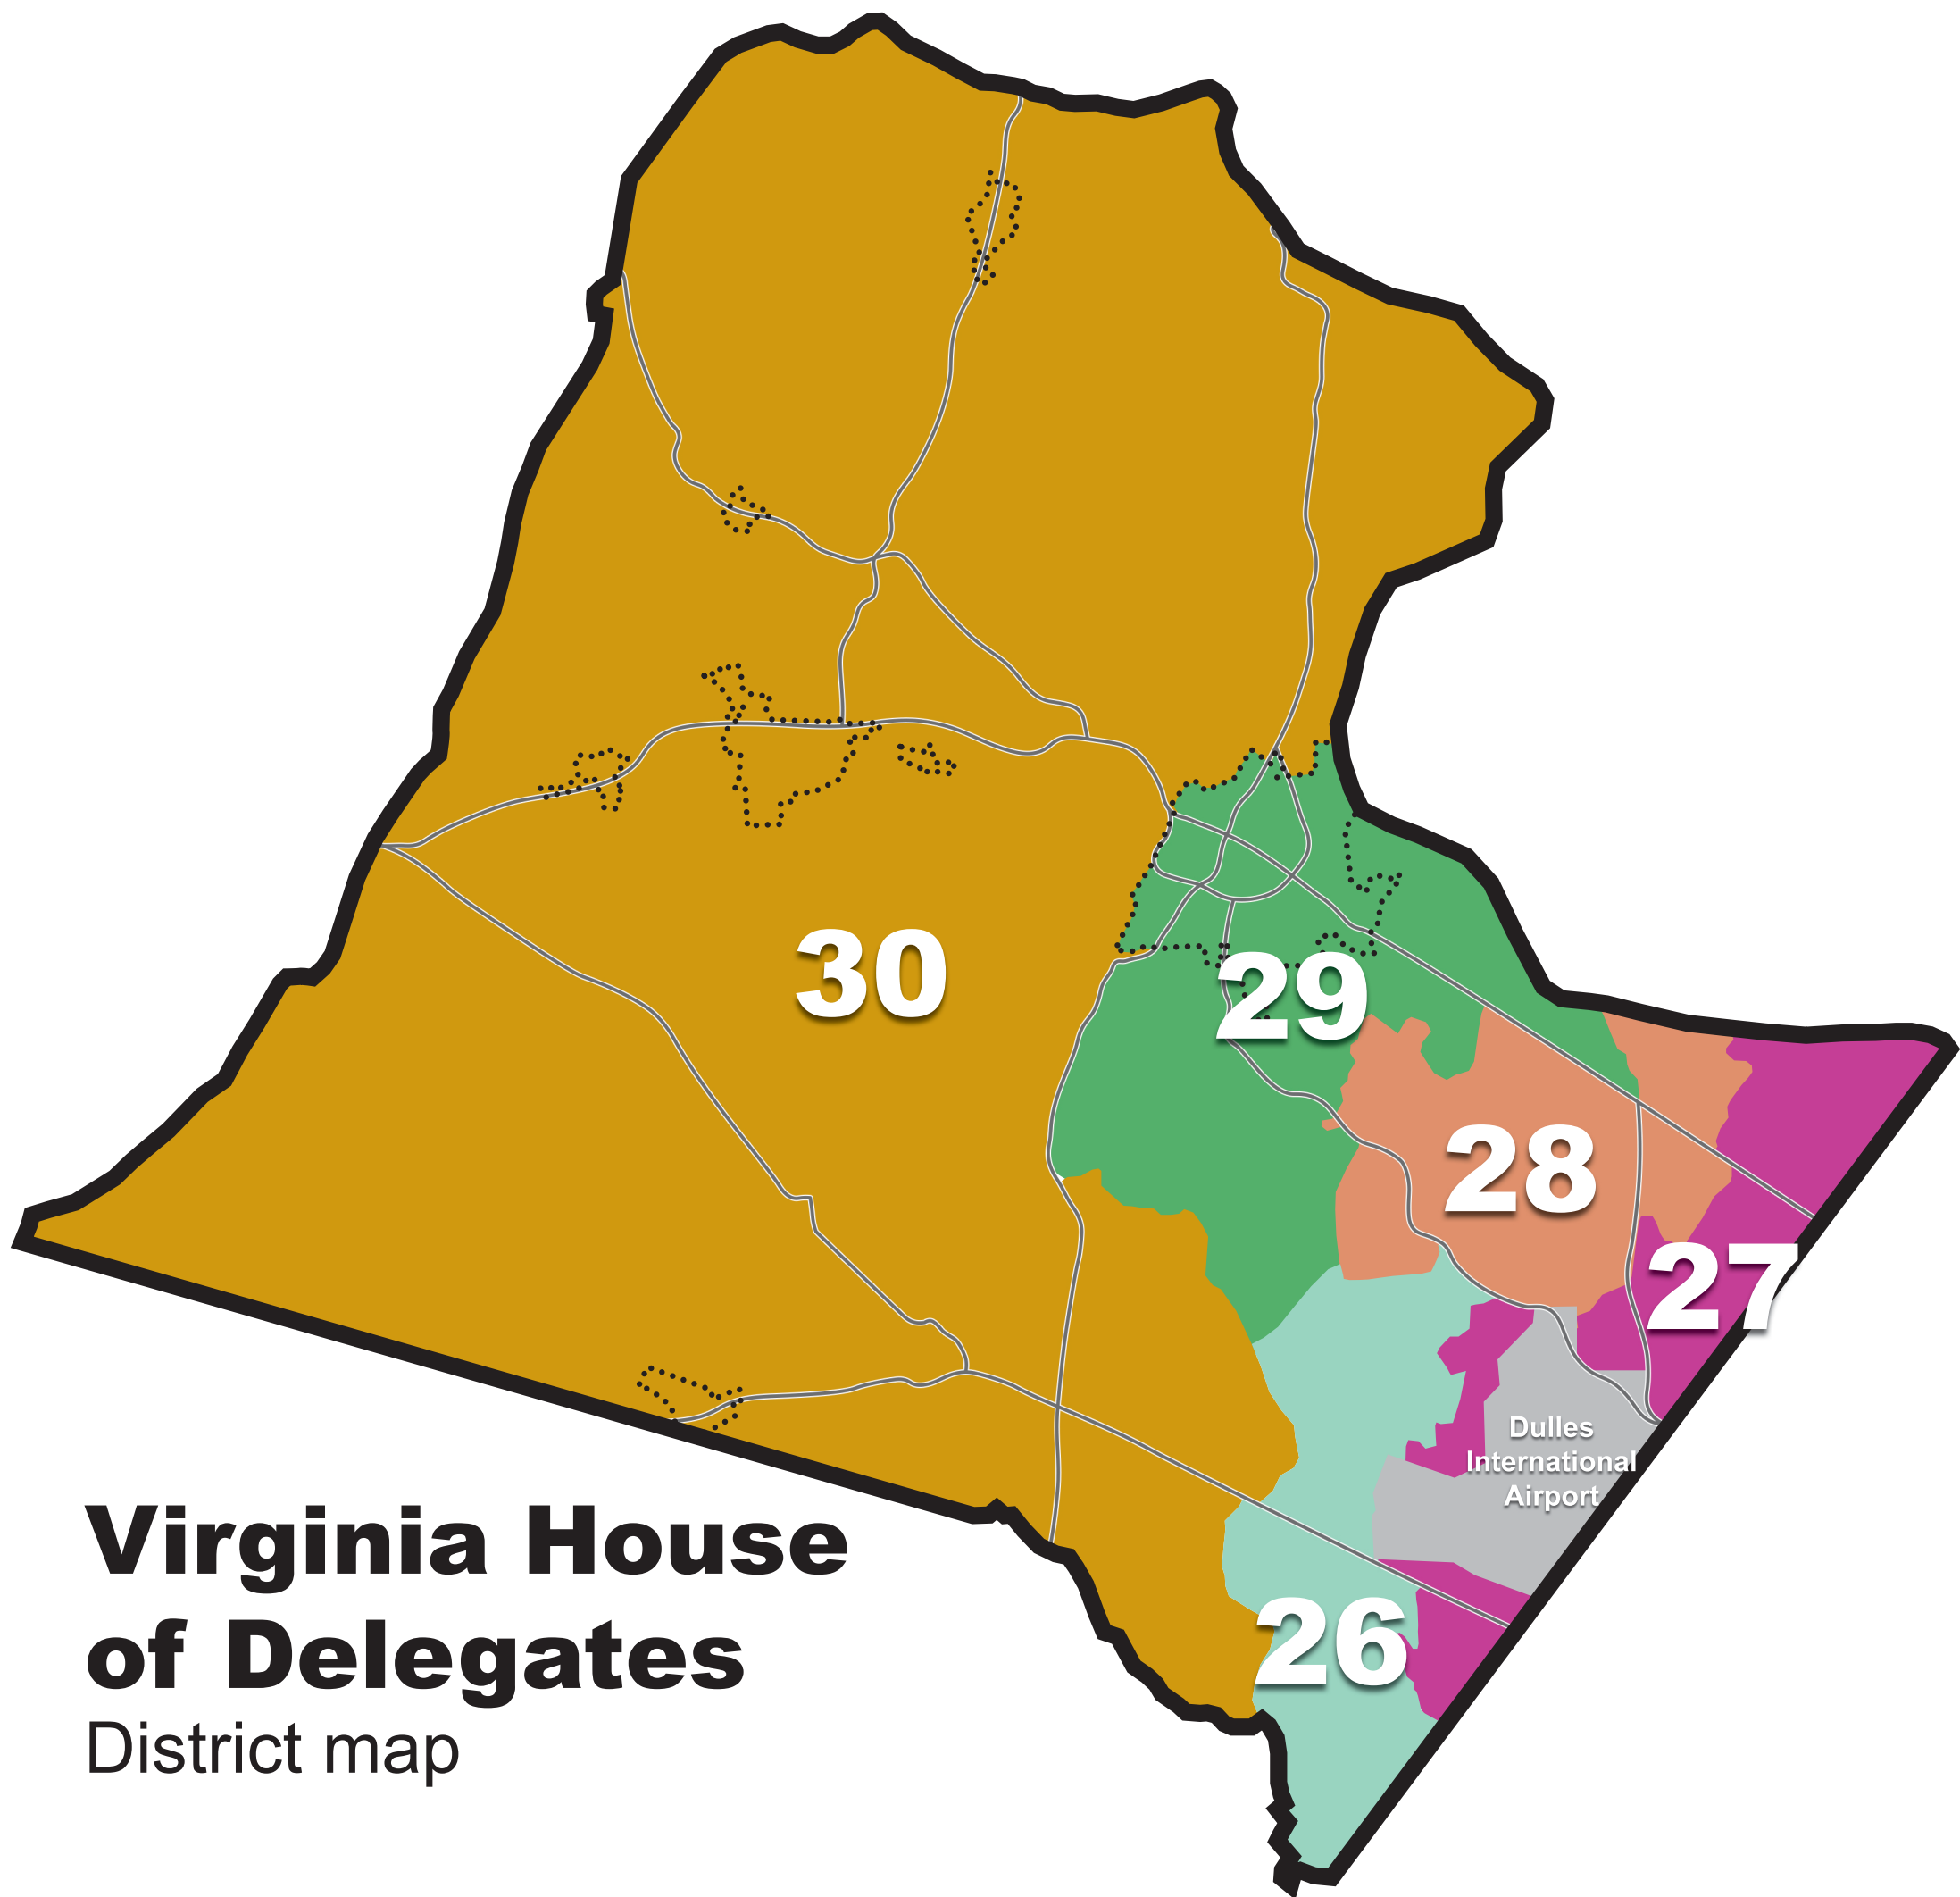 30
29
28
27
Dulles
International
Airport
Virginia House
of Delegates
District map
26